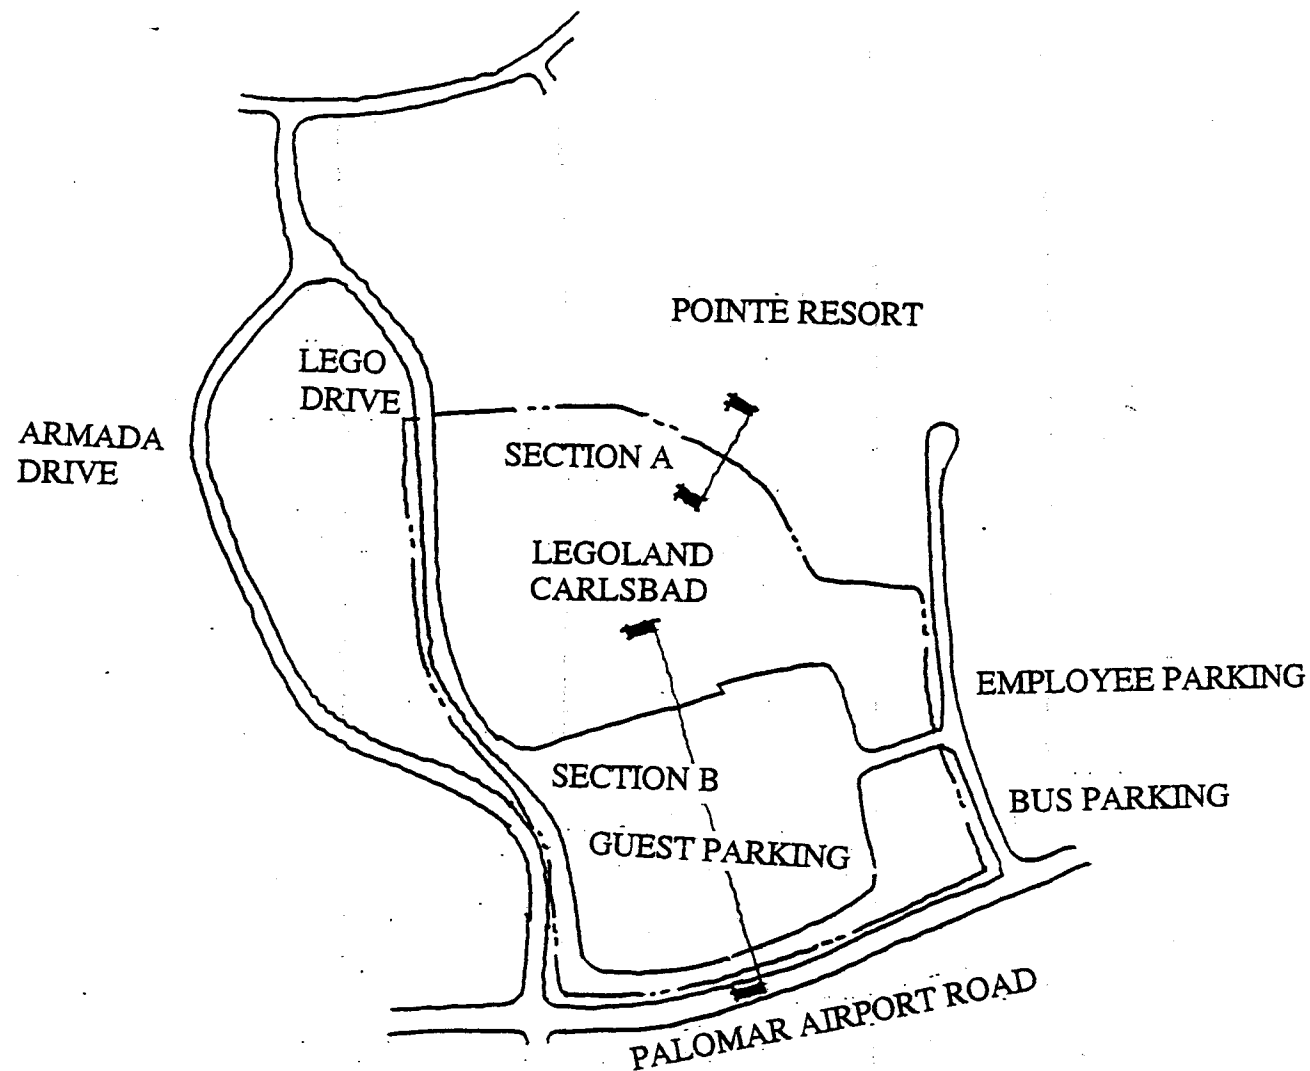 POINTE RESORT
LEGO
DRIVE
ARMADA
DRIVE
SECTION A
LEGOLAND
CARLSBAD
EMPLOYEE PARKING
SECTION B
BUS PARKING
GUEST PARKING
PALOMAR AIRPORT ROAD